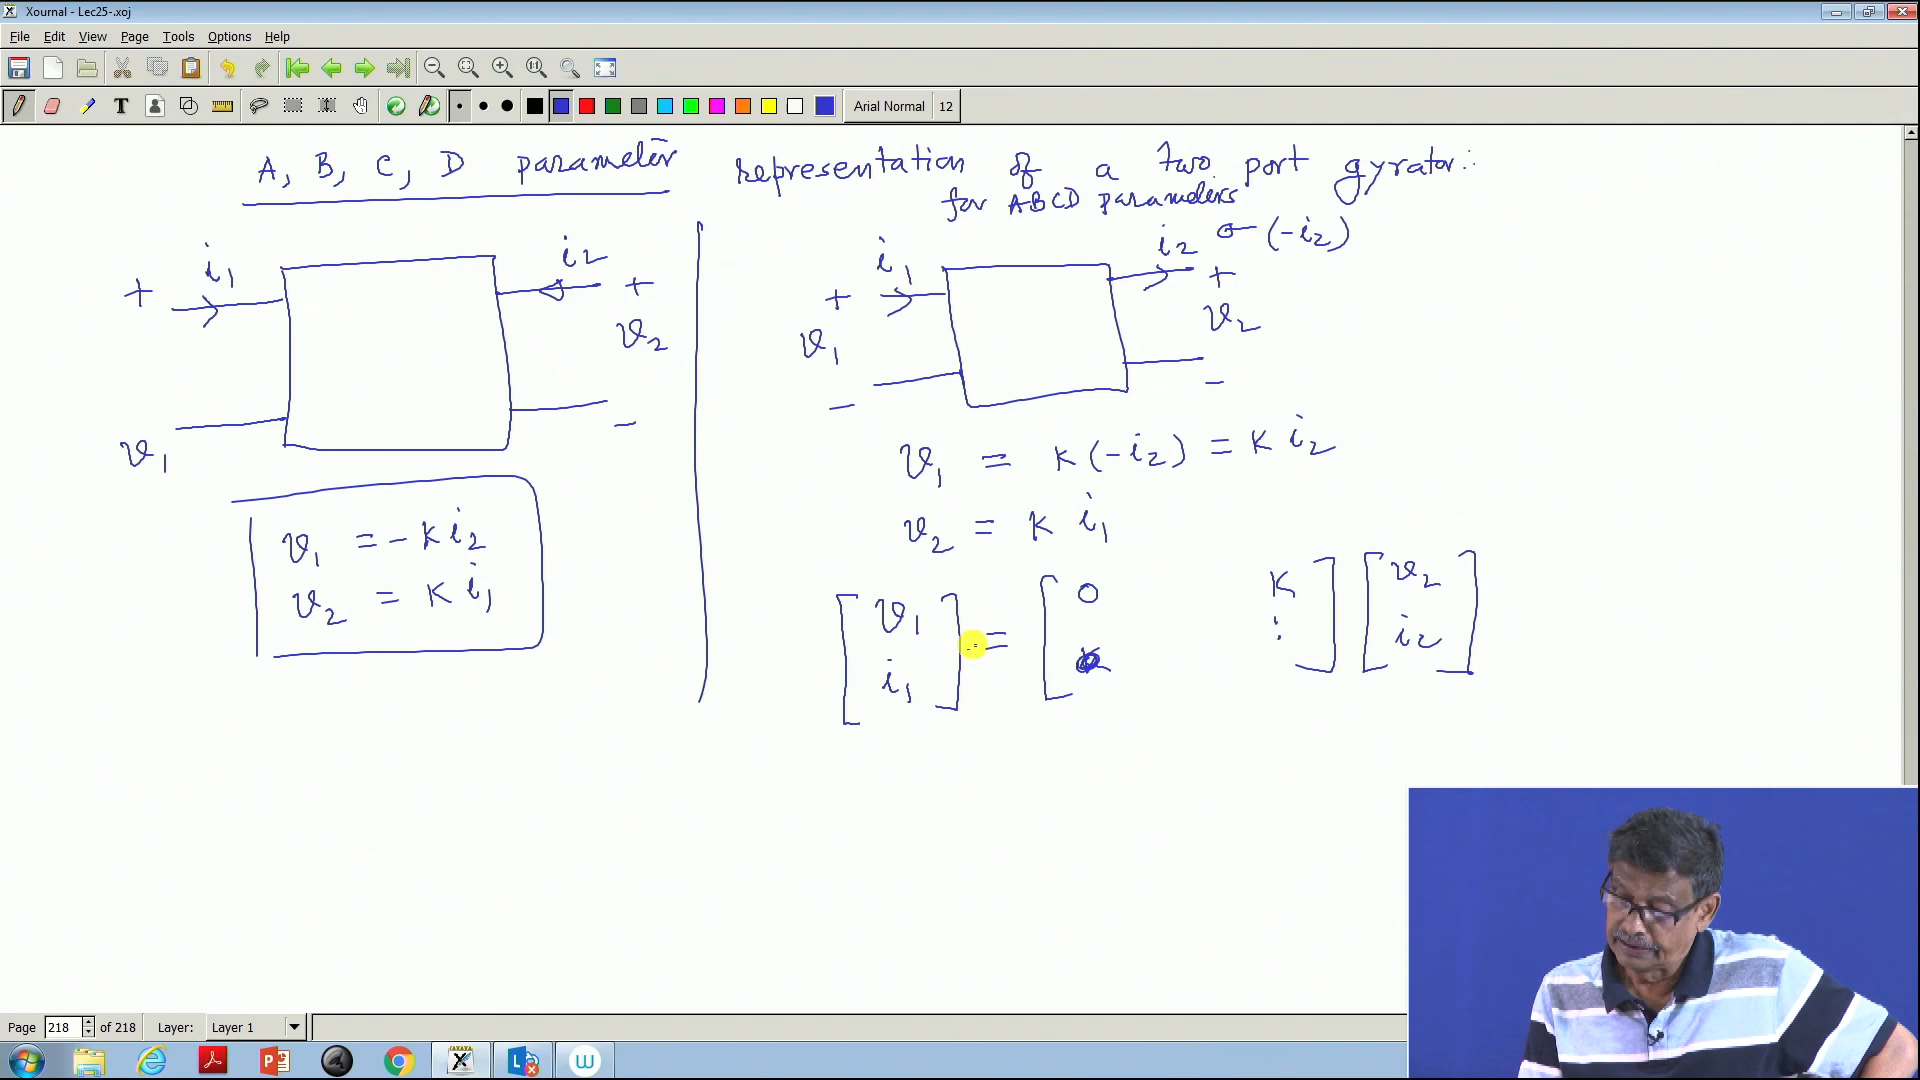 Xournal - Lec25-.xoj
File Edit View Page Tools Options Help
T Arial Normal 12
A, B, C, D parameter representation of a two port gyrator:
for ABCD parameters
+ i₁ i₂ +
v₂
v₁ -
v₁ = - K i₂
v₂ = K i₁
i₁ i₂ (-i₂)
+ +
v₁ v₂
- -
v₁ = K (-i₂) = K i₂
v₂ = K i₁
[v₁ = [0 K] [v₂
i₁] i₂]
Page 218 of 218 Layer: Layer 1